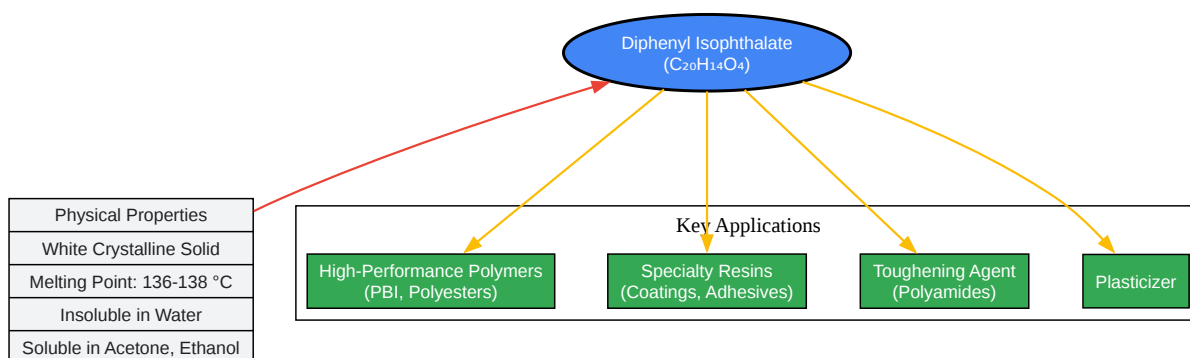 Diphenyl Isophthalate
(C₂₀H₁₄O₄)
Physical Properties
White Crystalline Solid
Melting Point: 136-138 °C
Insoluble in Water
Soluble in Acetone, Ethanol
Key Applications
High-Performance Polymers
(PBI, Polyesters)
Specialty Resins
(Coatings, Adhesives)
Toughening Agent
(Polyamides)
Plasticizer